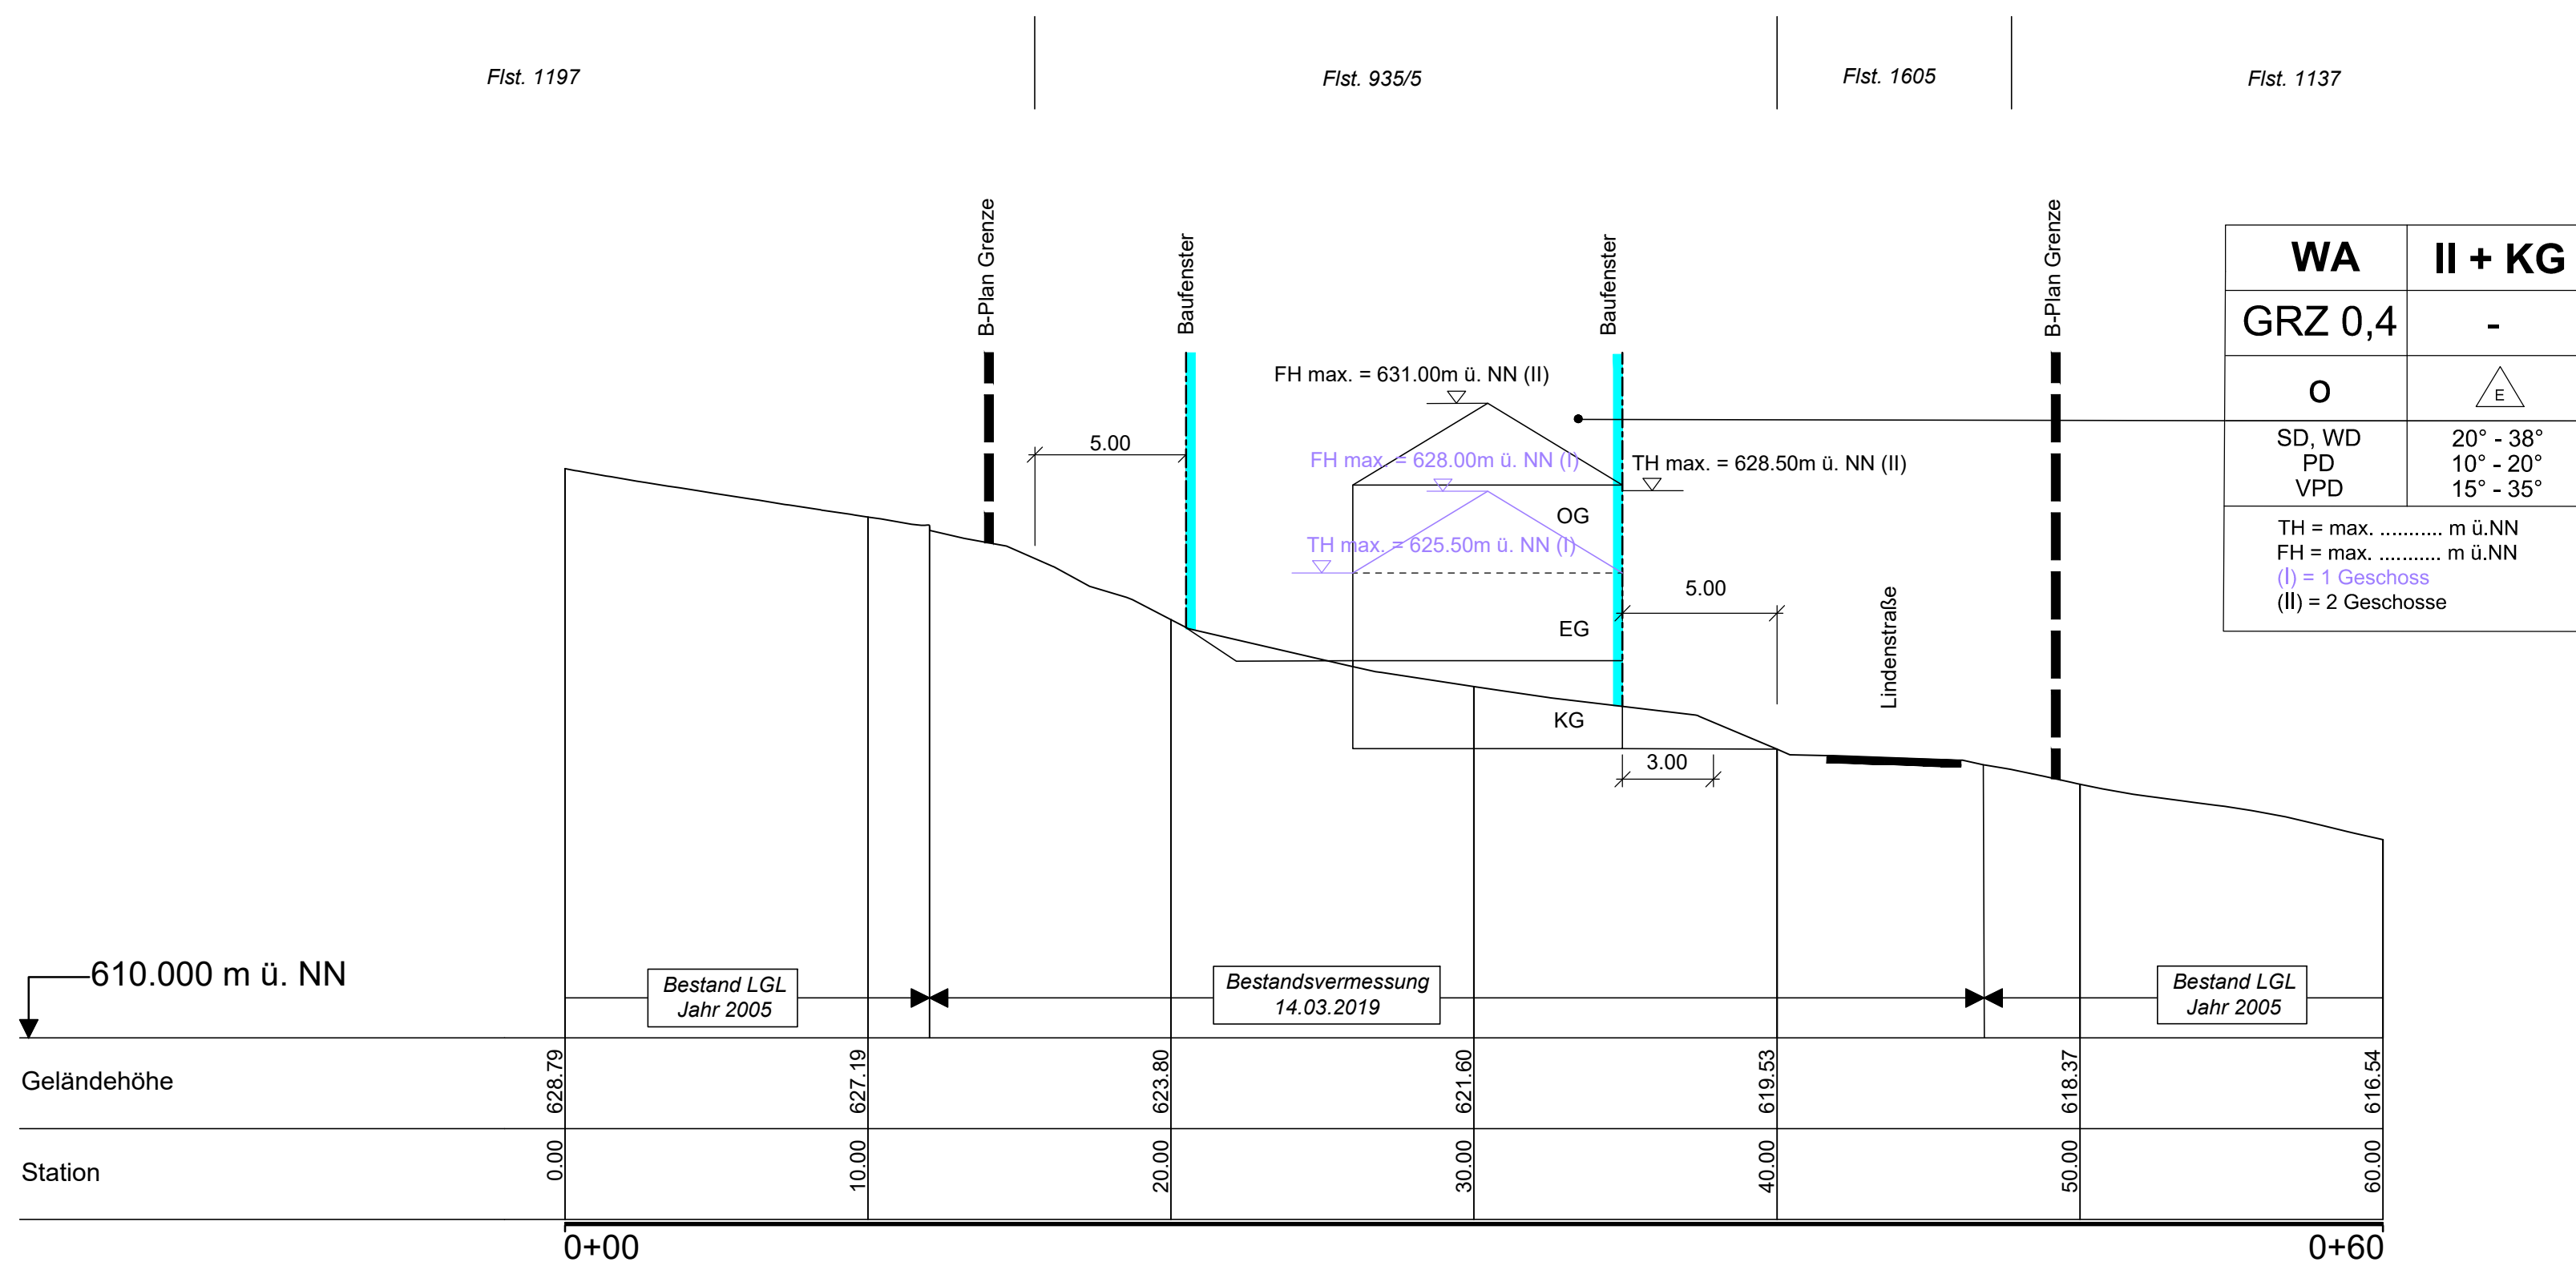 Flst. 1197
Flst. 935/5
Flst. 1605
Flst. 1137
B-Plan Grenze
Baufenster
Baufenster
B-Plan Grenze
WA
II + KG
GRZ 0,4
-
o
E
SD, WD
20° - 38°
PD
10° - 20°
VPD
15° - 35°
TH = max. ........... m ü.NN
FH = max. ........... m ü.NN
(I) = 1 Geschoss
(II) = 2 Geschosse
FH max. = 631.00m ü. NN (II)
5.00
FH max. = 628.00m ü. NN (I)
TH max. = 628.50m ü. NN (II)
OG
TH max. = 625.50m ü. NN (I)
5.00
EG
Lindenstraße
KG
3.00
610.000 m ü. NN
Bestand LGL
Jahr 2005
Bestandsvermessung
14.03.2019
Bestand LGL
Jahr 2005
Geländehöhe
628.79
627.19
623.80
621.60
619.53
618.37
616.54
Station
0.00
10.00
20.00
30.00
40.00
50.00
60.00
0+00
0+60